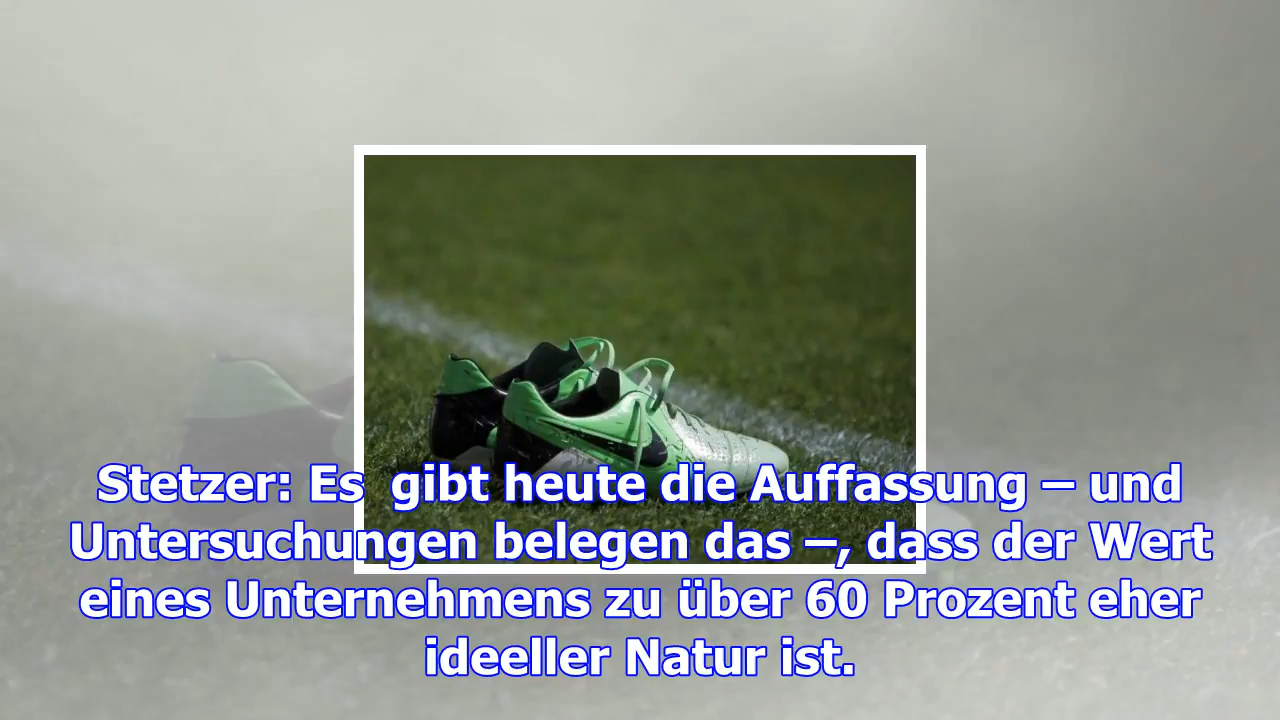 Stetzer: Es  gibt heute die Auffassung – und
Untersuchungen belegen das –, dass der Wert
eines Unternehmens zu über 60 Prozent eher
ideeller Natur ist.